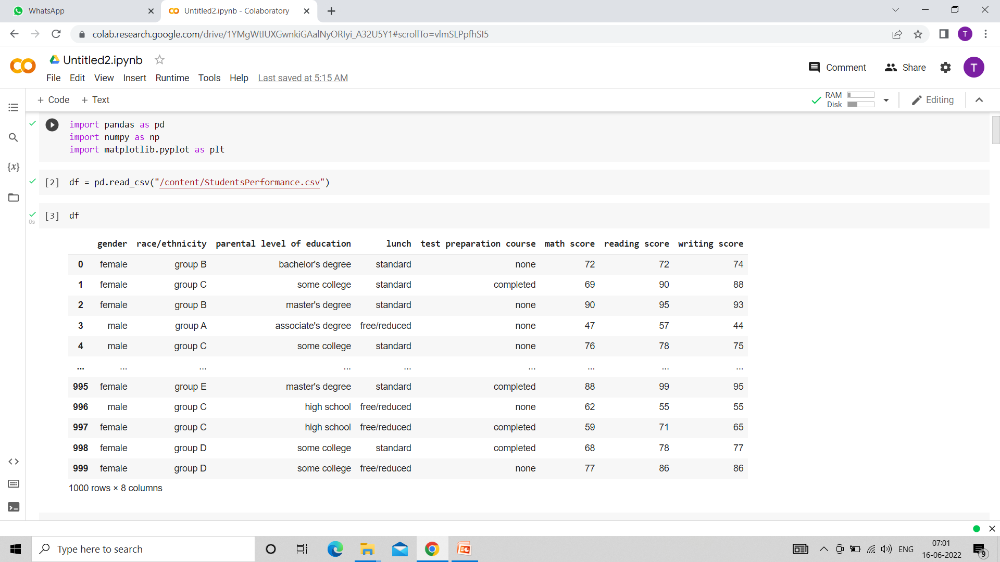 WhatsApp
Untitled2.ipynb - Colaboratory
colab.research.google.com/drive/1YMgWtIUXGwnkiGAalNyORIyi_A32U5Y1#scrollTo=vlmSLPpfhSI5
T
Untitled2.ipynb
Comment
Share
T
File Edit View Insert Runtime Tools Help Last saved at 5:15 AM
+ Code + Text
RAM
Disk
Editing
import pandas as pd
import numpy as np
import matplotlib.pyplot as plt
{x}
[2] df = pd.read_csv("/content/StudentsPerformance.csv")
[3] df
0s
gender race/ethnicity parental level of education lunch test preparation course math score reading score writing score
0 female group B bachelor's degree standard none 72 72 74
1 female group C some college standard completed 69 90 88
2 female group B master's degree standard none 90 95 93
3 male group A associate's degree free/reduced none 47 57 44
4 male group C some college standard none 76 78 75
... ... ... ... ... ... ... ... ...
995 female group E master's degree standard completed 88 99 95
996 male group C high school free/reduced none 62 55 55
997 female group C high school free/reduced completed 59 71 65
998 female group D some college standard completed 68 78 77
999 female group D some college free/reduced none 77 86 86
1000 rows × 8 columns
Type here to search
ENG
07:01
16-06-2022
9